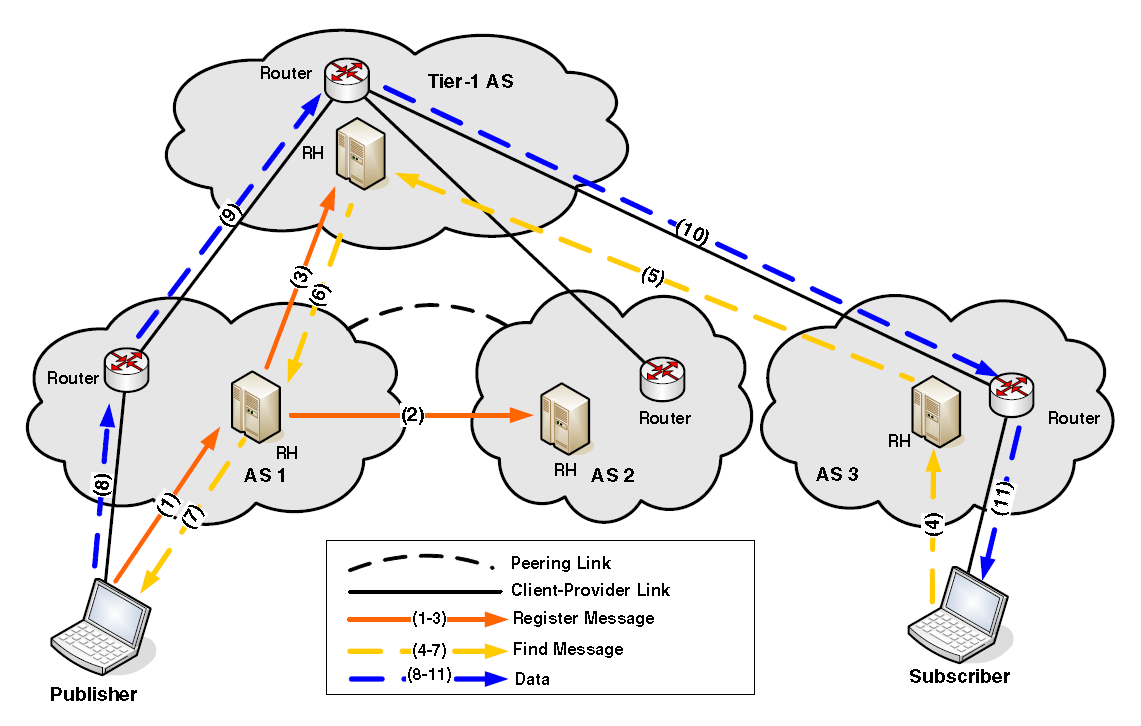 Router
Tier-1 AS
RH
(9)
(10)
(3)
(6)
(5)
Router
RH
AS 1
(2)
RH
AS 2
Router
RH
AS 3
Router
(8)
(1)
(7)
(4)
(11)
Peering Link
Client-Provider Link
(1-3) Register Message
(4-7) Find Message
(8-11) Data
Publisher
Subscriber